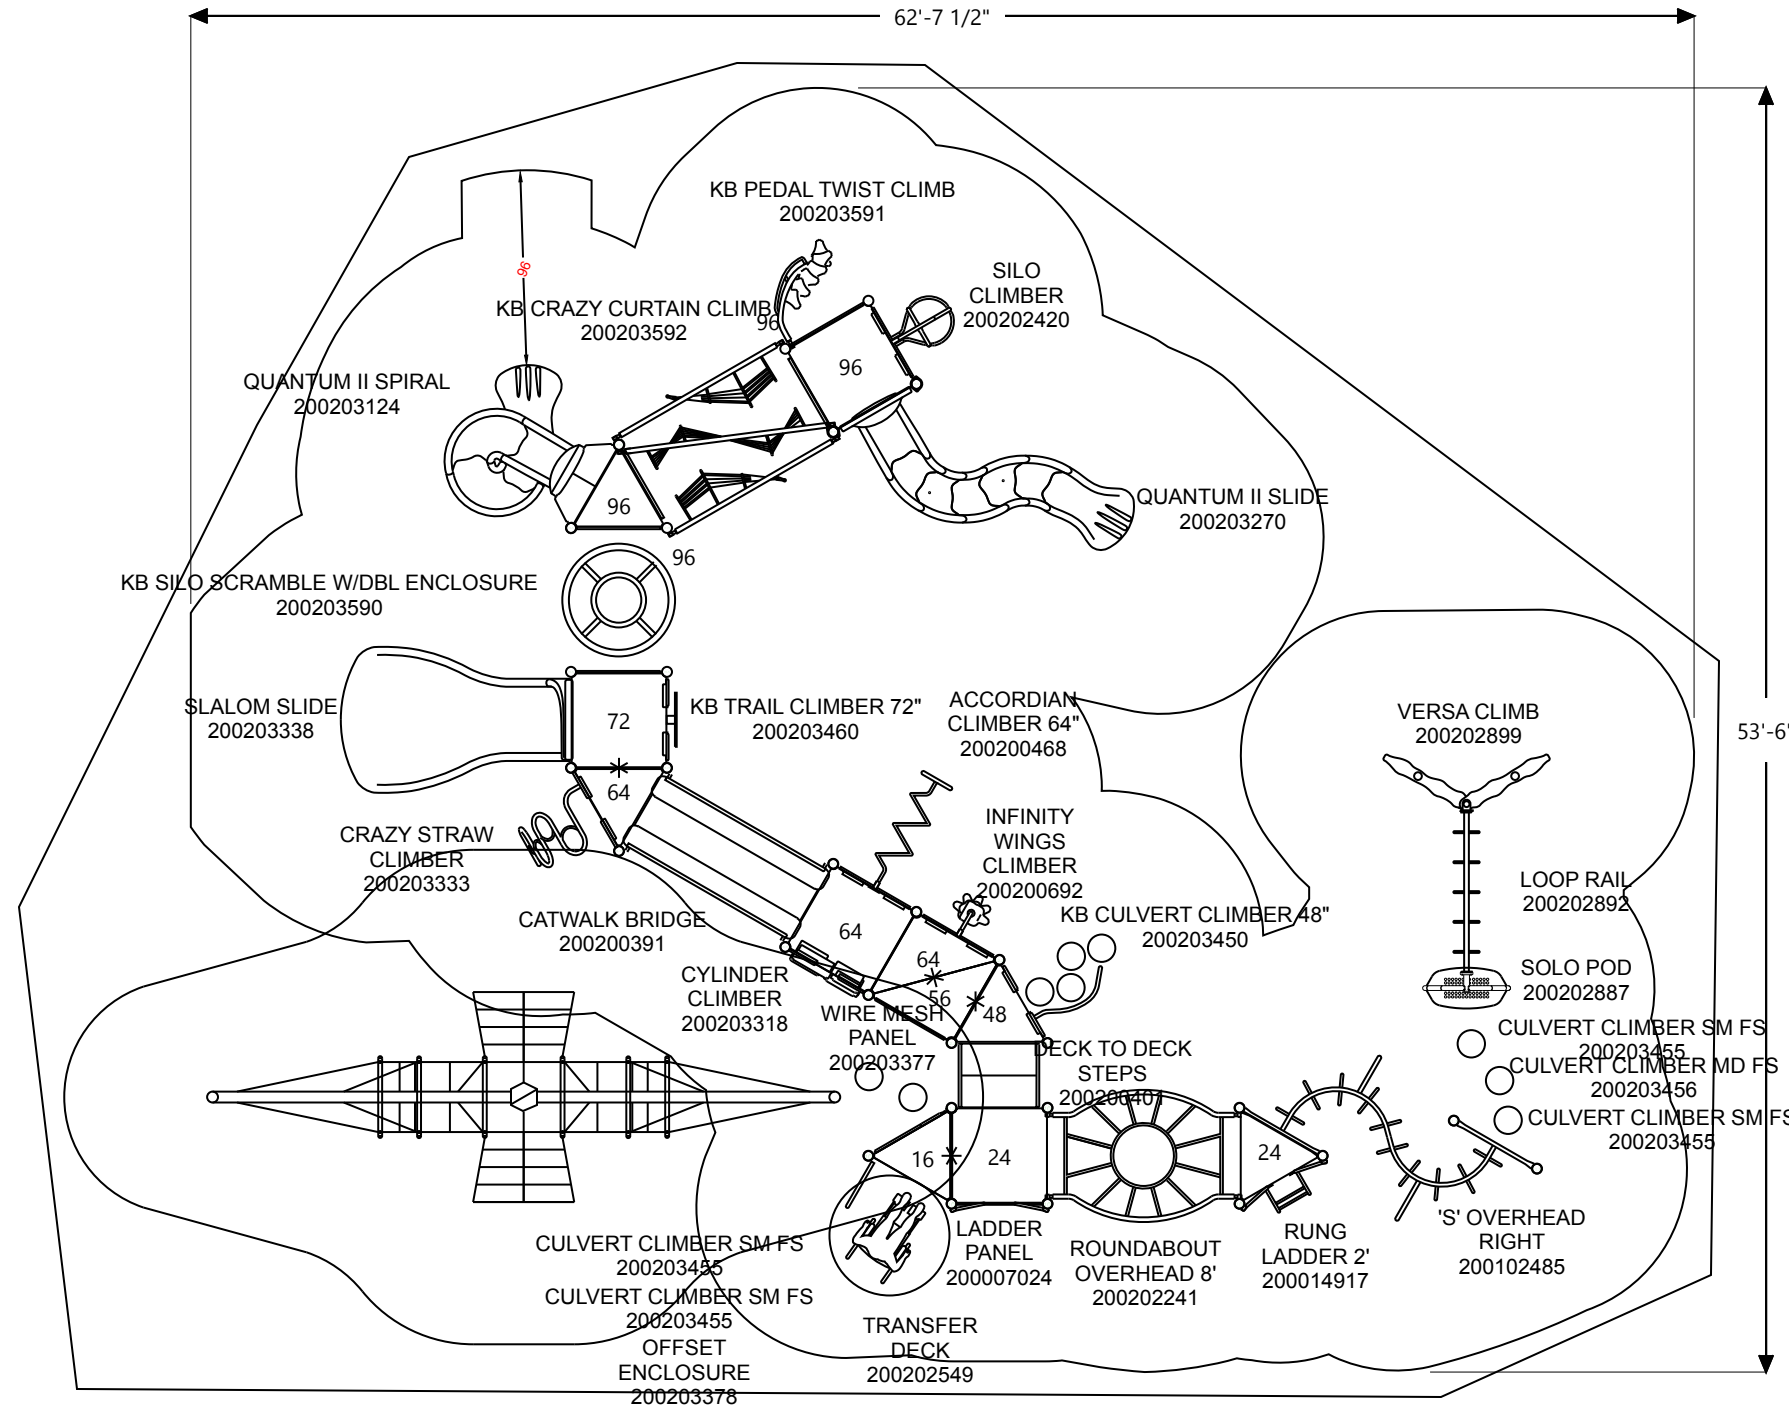 62'-7 1/2"
KB PEDAL TWIST CLIMB
200203591
96
SILO
CLIMBER
200202420
KB CRAZY CURTAIN CLIMB
200203592
96
96
QUANTUM II SPIRAL
200203124
96
QUANTUM II SLIDE
200203270
96
KB SILO SCRAMBLE W/DBL ENCLOSURE
200203590
SLALOM SLIDE
200203338
72
KB TRAIL CLIMBER 72"
200203460
ACCORDIAN
CLIMBER 64"
200200468
VERSA CLIMB
200202899
53'-6"
64
CRAZY STRAW
CLIMBER
200203333
INFINITY
WINGS
CLIMBER
200200692
LOOP RAIL
200202892
CATWALK BRIDGE
200200391
64
KB CULVERT CLIMBER 48"
200203450
64
CYLINDER
CLIMBER
200203318
56
48
SOLO POD
200202887
WIRE MESH
PANEL
200203377
DECK TO DECK
STEPS
200200401
CULVERT CLIMBER SM FS
200203455
CULVERT CLIMBER MD FS
200203456
CULVERT CLIMBER SM FS
200203455
16
24
24
CULVERT CLIMBER SM FS
200203455
CULVERT CLIMBER SM FS
200203455
OFFSET
ENCLOSURE
200203378
LADDER
PANEL
200007024
ROUNDABOUT
OVERHEAD 8'
200202241
RUNG
LADDER 2'
200014917
'S' OVERHEAD
RIGHT
200102485
TRANSFER
DECK
200202549